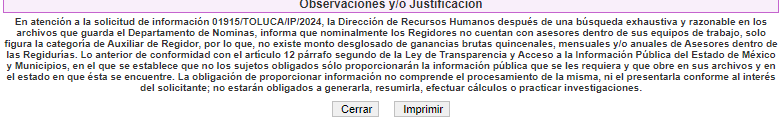 Observaciones y/o Justificación
En atención a la solicitud de información 01915/TOLUCA/IP/2024, la Dirección de Recursos Humanos después de una búsqueda exhaustiva y razonable en los
archivos que guarda el Departamento de Nominas, informa que nominalmente los Regidores no cuentan con asesores dentro de sus equipos de trabajo, solo
figura la categoría de Auxiliar de Regidor, por lo que, no existe monto desglosado de ganancias brutas quincenales, mensuales y/o anuales de Asesores dentro de
las Regidurías. Lo anterior de conformidad con el artículo 12 párrafo segundo de la Ley de Transparencia y Acceso a la Información Pública del Estado de México
y Municipios, en el que se establece que no los sujetos obligados sólo proporcionarán la información pública que se les requiera y que obre en sus archivos y en
el estado en que ésta se encuentre. La obligación de proporcionar información no comprende el procesamiento de la misma, ni el presentarla conforme al interés
del solicitante; no estarán obligados a generarla, resumirla, efectuar cálculos o practicar investigaciones.
Cerrar Imprimir